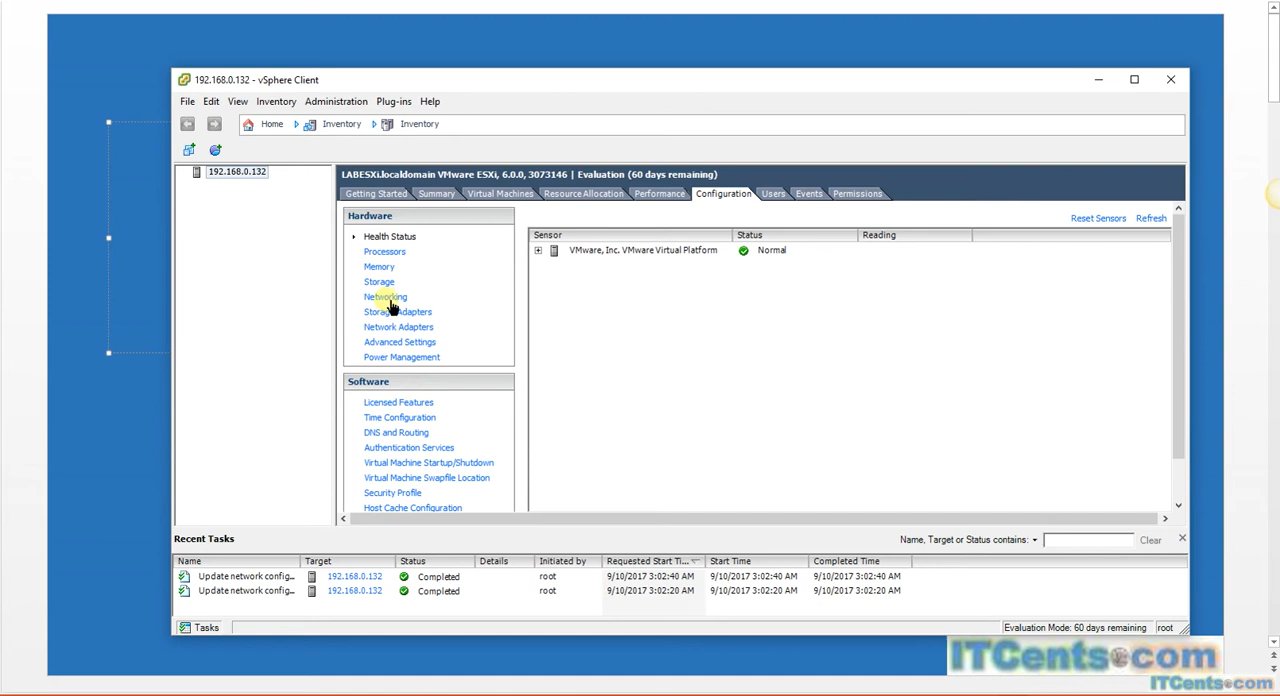 192.168.0.132 - vSphere Client
File Edit View Inventory Administration Plug-ins Help
Home Inventory Inventory
192.168.0.132
LABESXi.localdomain VMware ESXi, 6.0.0, 3073146 | Evaluation (60 days remaining)
Getting Started Summary Virtual Machines Resource Allocation Performance Configuration Users Events Permissions
Hardware
Health Status
Processors
Memory
Storage
Networking
Storage Adapters
Network Adapters
Advanced Settings
Power Management
Software
Licensed Features
Time Configuration
DNS and Routing
Authentication Services
Virtual Machine Startup/Shutdown
Virtual Machine Swapfile Location
Security Profile
Host Cache Configuration
Reset Sensors Refresh
Sensor Status Reading
VMware, Inc. VMware Virtual Platform Normal
Recent Tasks
Name, Target or Status contains: Clear
Name Target Status Details Initiated by Requested Start Ti... Start Time Completed Time
Update network config... 192.168.0.132 Completed root 9/10/2017 3:02:40 AM 9/10/2017 3:02:40 AM 9/10/2017 3:02:40 AM
Update network config... 192.168.0.132 Completed root 9/10/2017 3:02:20 AM 9/10/2017 3:02:20 AM 9/10/2017 3:02:20 AM
Tasks Evaluation Mode: 60 days remaining root
ITCents.com
ITCents.com